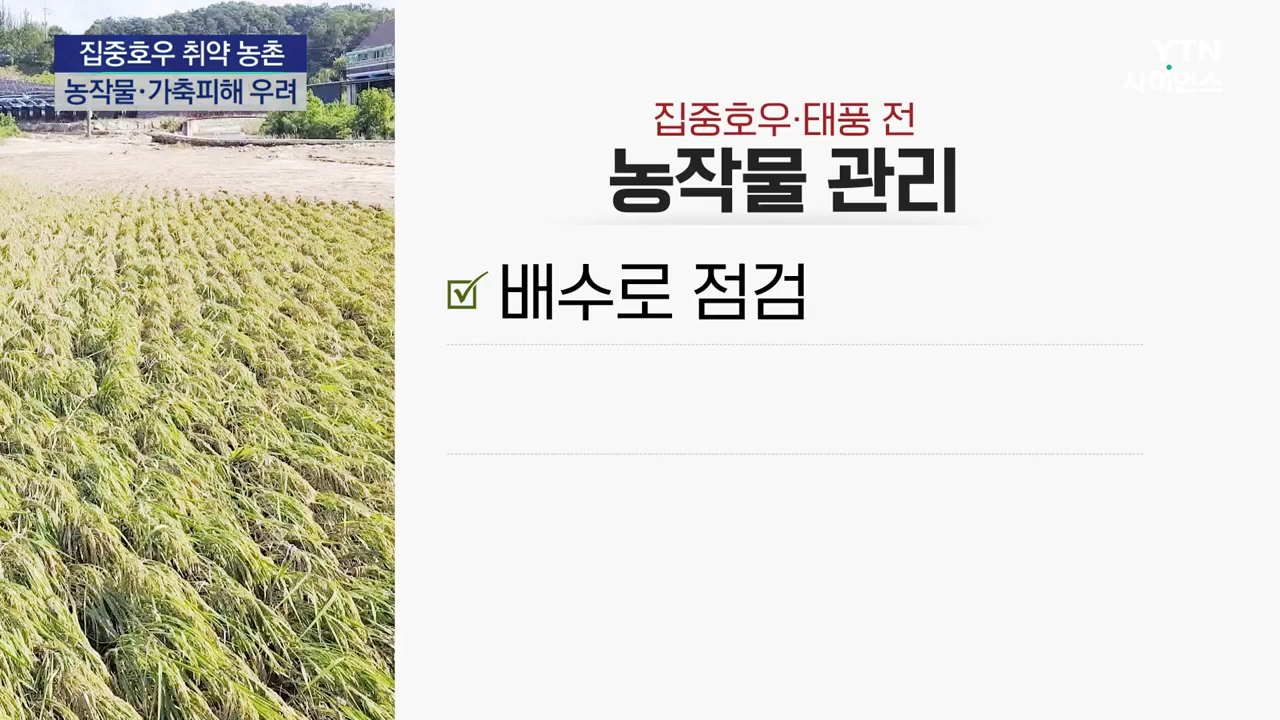 집중호우 취약 농촌
농작물·가축피해 우려
YTN
사이언스
집중호우·태풍 전
농작물 관리
배수로 점검